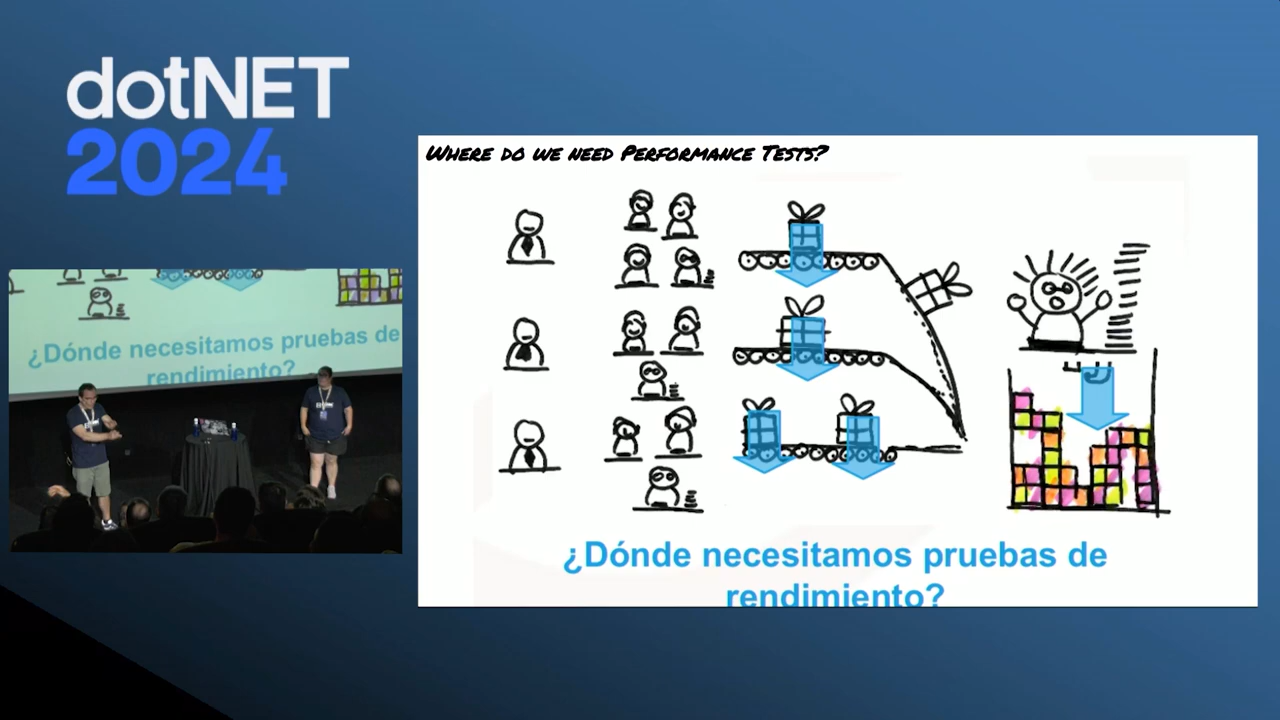 dotNET
2024
WHERE DO WE NEED PERFORMANCE TESTS?
¿Dónde necesitamos pruebas de
rendimiento?
¿Dónde necesitamos pruebas de
rendimiento?